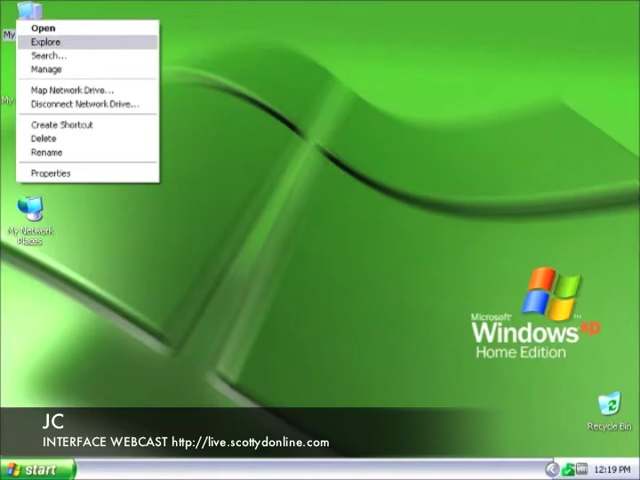 Open
My
Explore
Search...
Manage
Map Network Drive...
My
Disconnect Network Drive...
Create Shortcut
Delete
Rename
Properties
My Network
Places
Microsoft
Windows xp
Home Edition
Recycle Bin
JC
INTERFACE WEBCAST http://live.scottydonline.com
start
12:19 PM